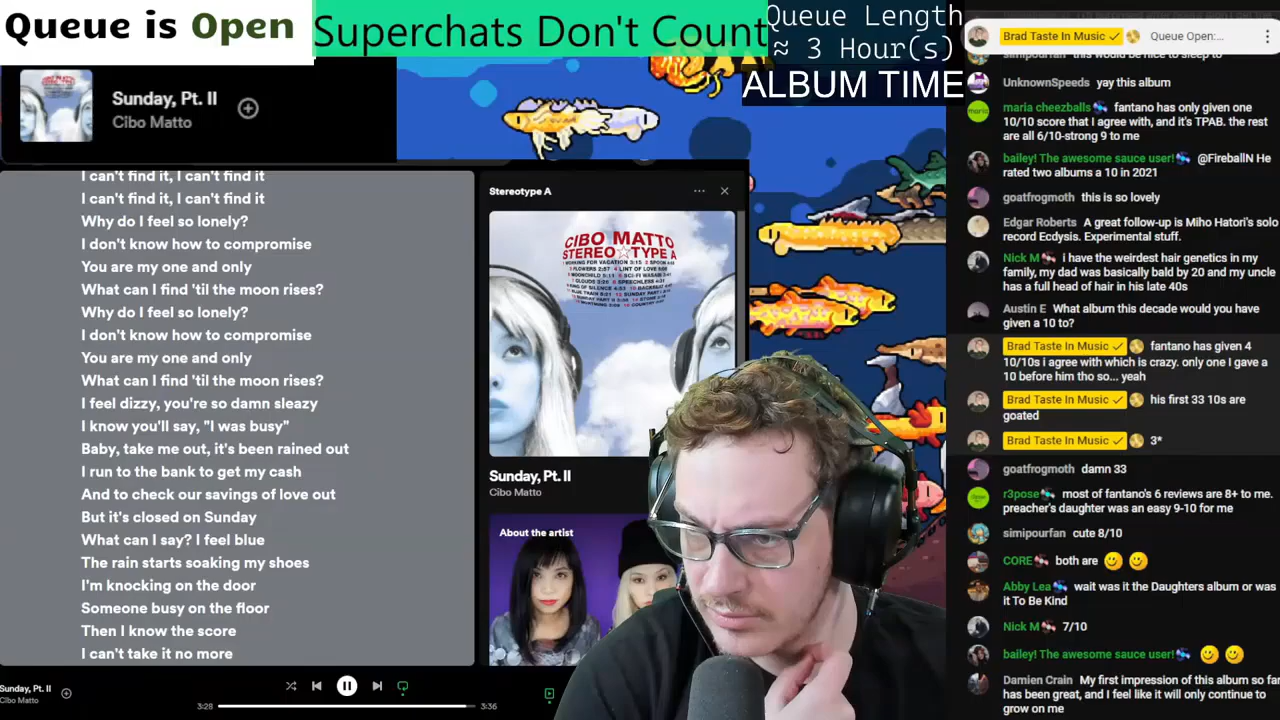 Queue is Open
Superchats Don't Count
Queue Length
≈ 3 Hour(s)
ALBUM TIME
Sunday, Pt. II
Cibo Matto
I can't find it, I can't find it
I can't find it, I can't find it
Why do I feel so lonely?
I don't know how to compromise
You are my one and only
What can I find 'til the moon rises?
Why do I feel so lonely?
I don't know how to compromise
You are my one and only
What can I find 'til the moon rises?
I feel dizzy, you're so damn sleazy
I know you'll say, "I was busy"
Baby, take me out, it's been rained out
I run to the bank to get my cash
And to check our savings of love out
But it's closed on Sunday
What can I say? I feel blue
The rain starts soaking my shoes
I'm knocking on the door
Someone busy on the floor
Then I know the score
I can't take it no more
Stereotype A
CIBO MATTO
STEREO☆TYPE A
Sunday, Pt. II
Cibo Matto
About the artist
Sunday, Pt. II
Cibo Matto
3:28
3:36
Brad Taste In Music
Queue Open:...
simipourfan would be nice to sleep to
UnknownSpeeds yay this album
maria cheezballs fantano has only given one
10/10 score that I agree with, and it's TPAB. the rest
are all 6/10-strong 9 to me
bailey! The awesome sauce user! @FireballN He
rated two albums a 10 in 2021
goatfrogmoth this is so lovely
Edgar Roberts A great follow-up is Miho Hatori's solo
record Ecdysis. Experimental stuff.
Nick M i have the weirdest hair genetics in my
family, my dad was basically bald by 20 and my uncle
has a full head of hair in his late 40s
Austin E What album this decade would you have
given a 10 to?
Brad Taste In Music fantano has given 4
10/10s i agree with which is crazy. only one I gave a
10 before him tho so... yeah
Brad Taste In Music his first 33 10s are
goated
Brad Taste In Music 3*
goatfrogmoth damn 33
r3pose most of fantano's 6 reviews are 8+ to me.
preacher's daughter was an easy 9-10 for me
simipourfan cute 8/10
CORE both are
Abby Lea wait was it the Daughters album or was
it To Be Kind
Nick M 7/10
bailey! The awesome sauce user!
Damien Crain My first impression of this album so far
has been great, and I feel like it will only continue to
grow on me